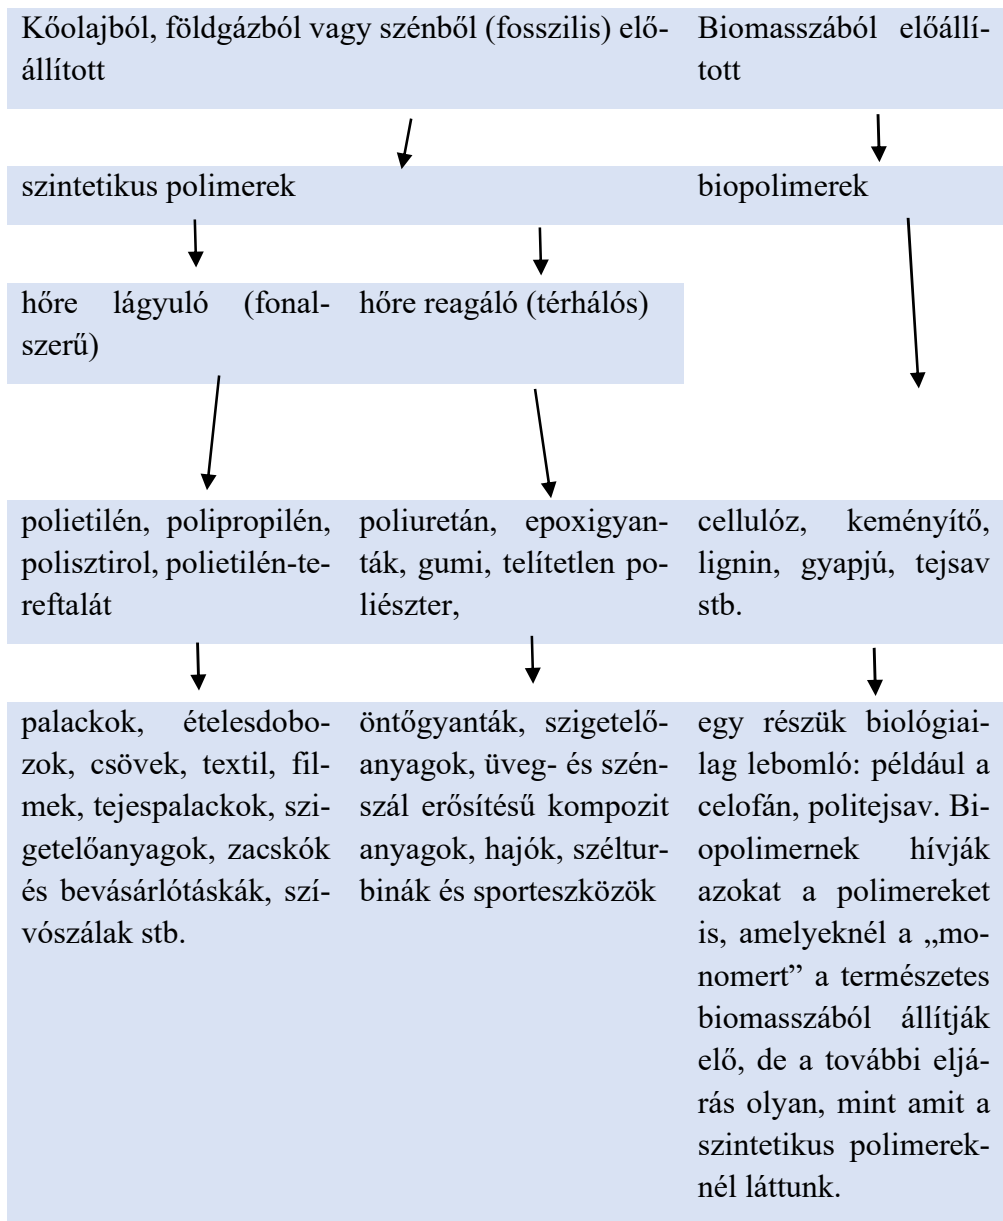 Kőolajból, földgázból vagy szénből (fosszilis) elő-
állított
Biomasszából előállí-
tott
szintetikus polimerek
biopolimerek
hőre lágyuló (fonal-
szerű)
hőre reagáló (térhálós)
polietilén, polipropilén,
polisztirol, polietilén-te-
reftalát
poliuretán, epoxigyan-
ták, gumi, telítetlen po-
liészter,
cellulóz, keményítő,
lignin, gyapjú, tejsav
stb.
palackok, ételesdobo-
zok, csövek, textil, fil-
mek, tejespalackok, szi-
getelőanyagok, zacskók
és bevásárlótáskák, szí-
vószálak stb.
öntőgyanták, szigetelő-
anyagok, üveg- és szén-
szál erősítésű kompozit
anyagok, hajók, széltur-
binák és sporteszközök
egy részük biológiai-
lag lebomló: például a
celofán, politejsav. Bi-
opolimernek hívják
azokat a polimereket
is, amelyeknél a „mo-
nomert” a természetes
biomasszából állítják
elő, de a további eljá-
rás olyan, mint amit a
szintetikus polimerek-
nél láttunk.